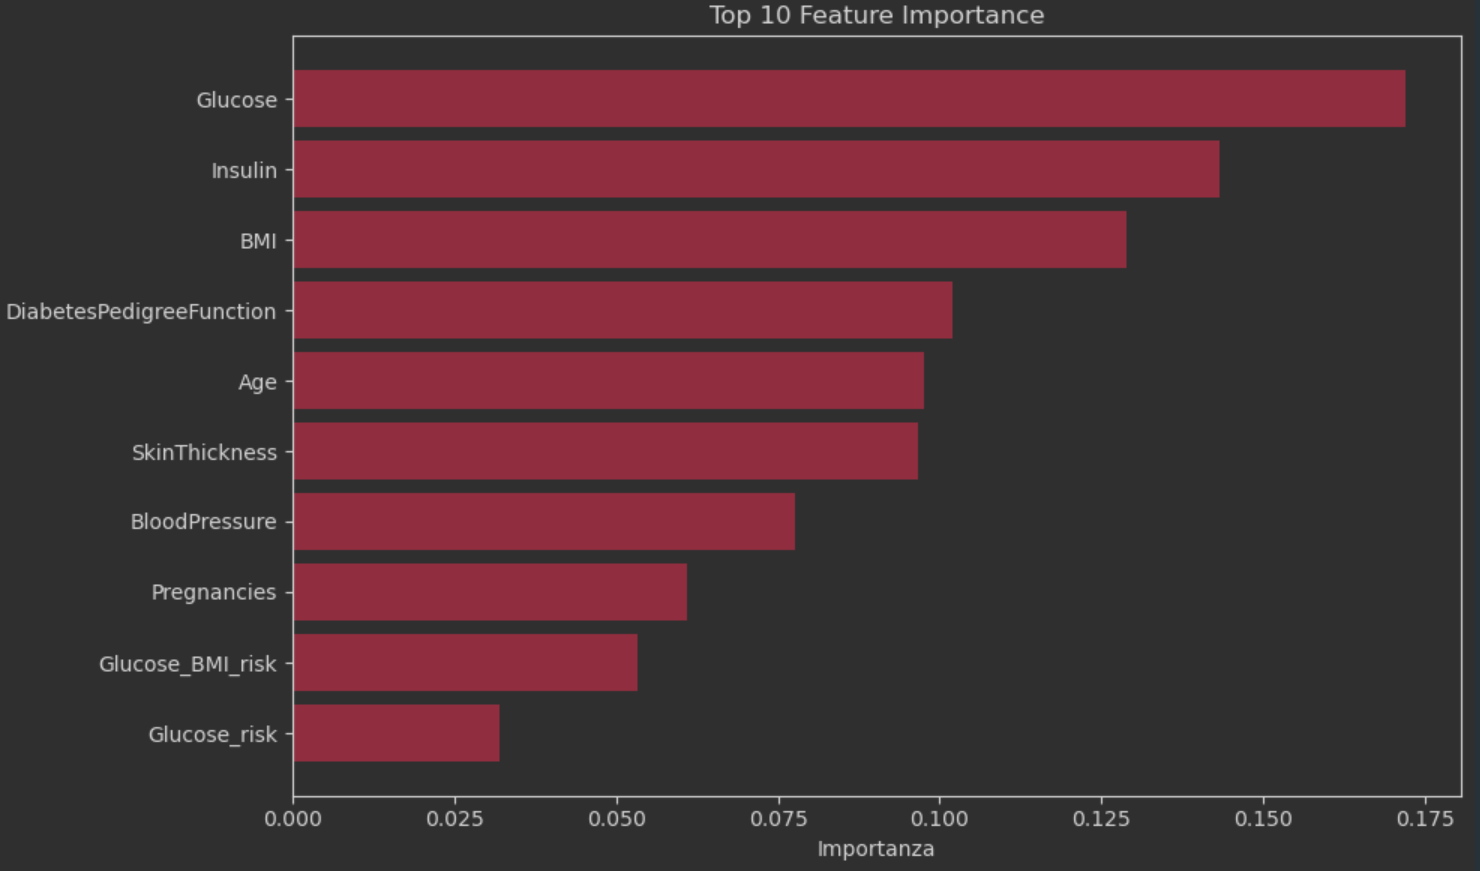 Top 10 Feature Importance
Glucose
Insulin
BMI
DiabetesPedigreeFunction
Age
SkinThickness
BloodPressure
Pregnancies
Glucose_BMI_risk
Glucose_risk
0.000 0.025 0.050 0.075 0.100 0.125 0.150 0.175
Importanza